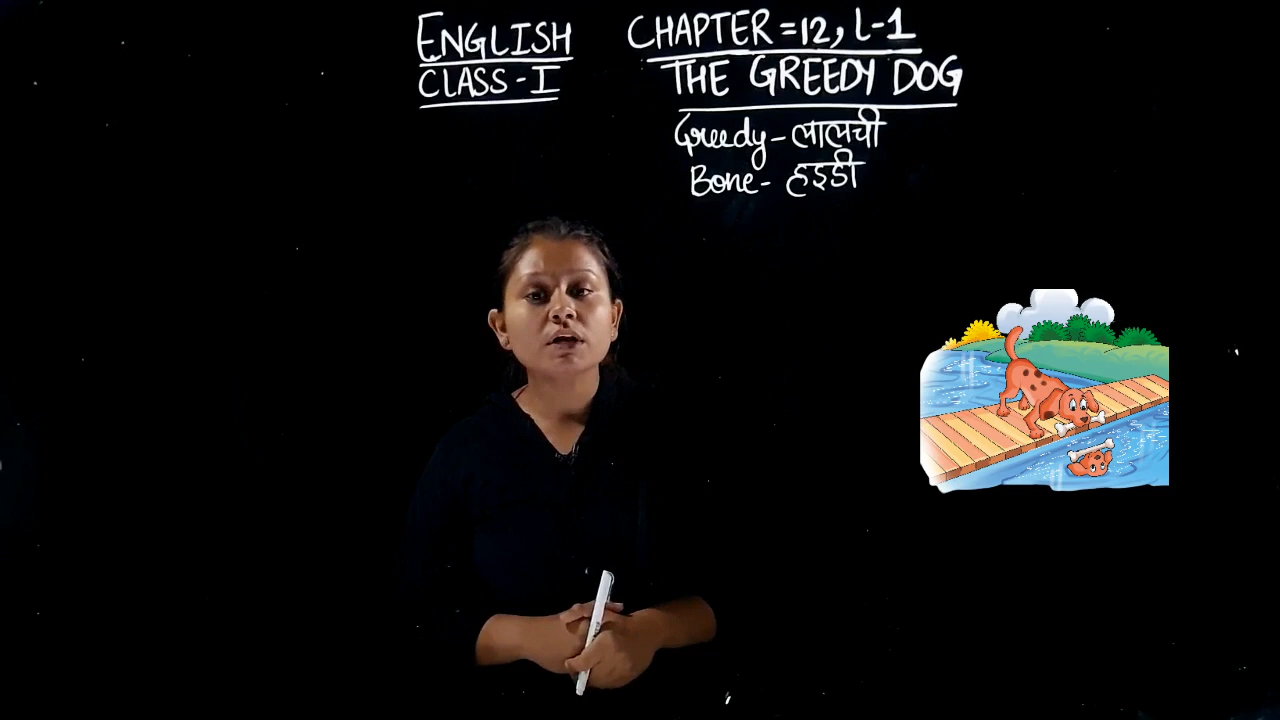 ENGLISH
CLASS-I
CHAPTER=12, L-1
THE GREEDY DOG
Greedy-लालची
Bone-हड्डी